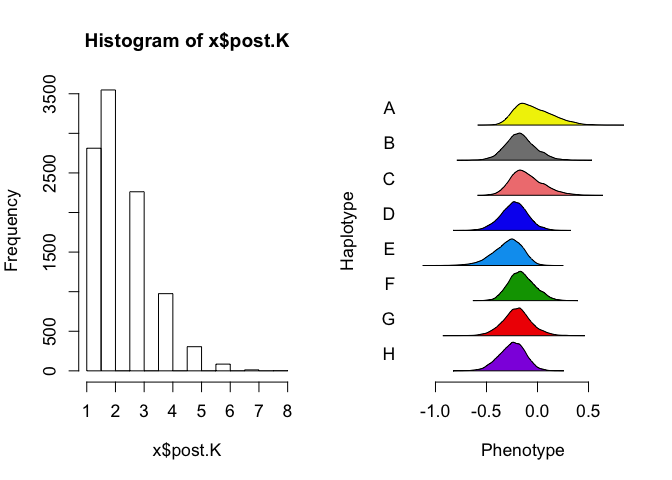 Histogram of x$post.K
Frequency
0
500
1500
2500
3500
1 2 3 4 5 6 7 8
x$post.K
Haplotype
A
B
C
D
E
F
G
H
-1.0 -0.5 0.0 0.5
Phenotype